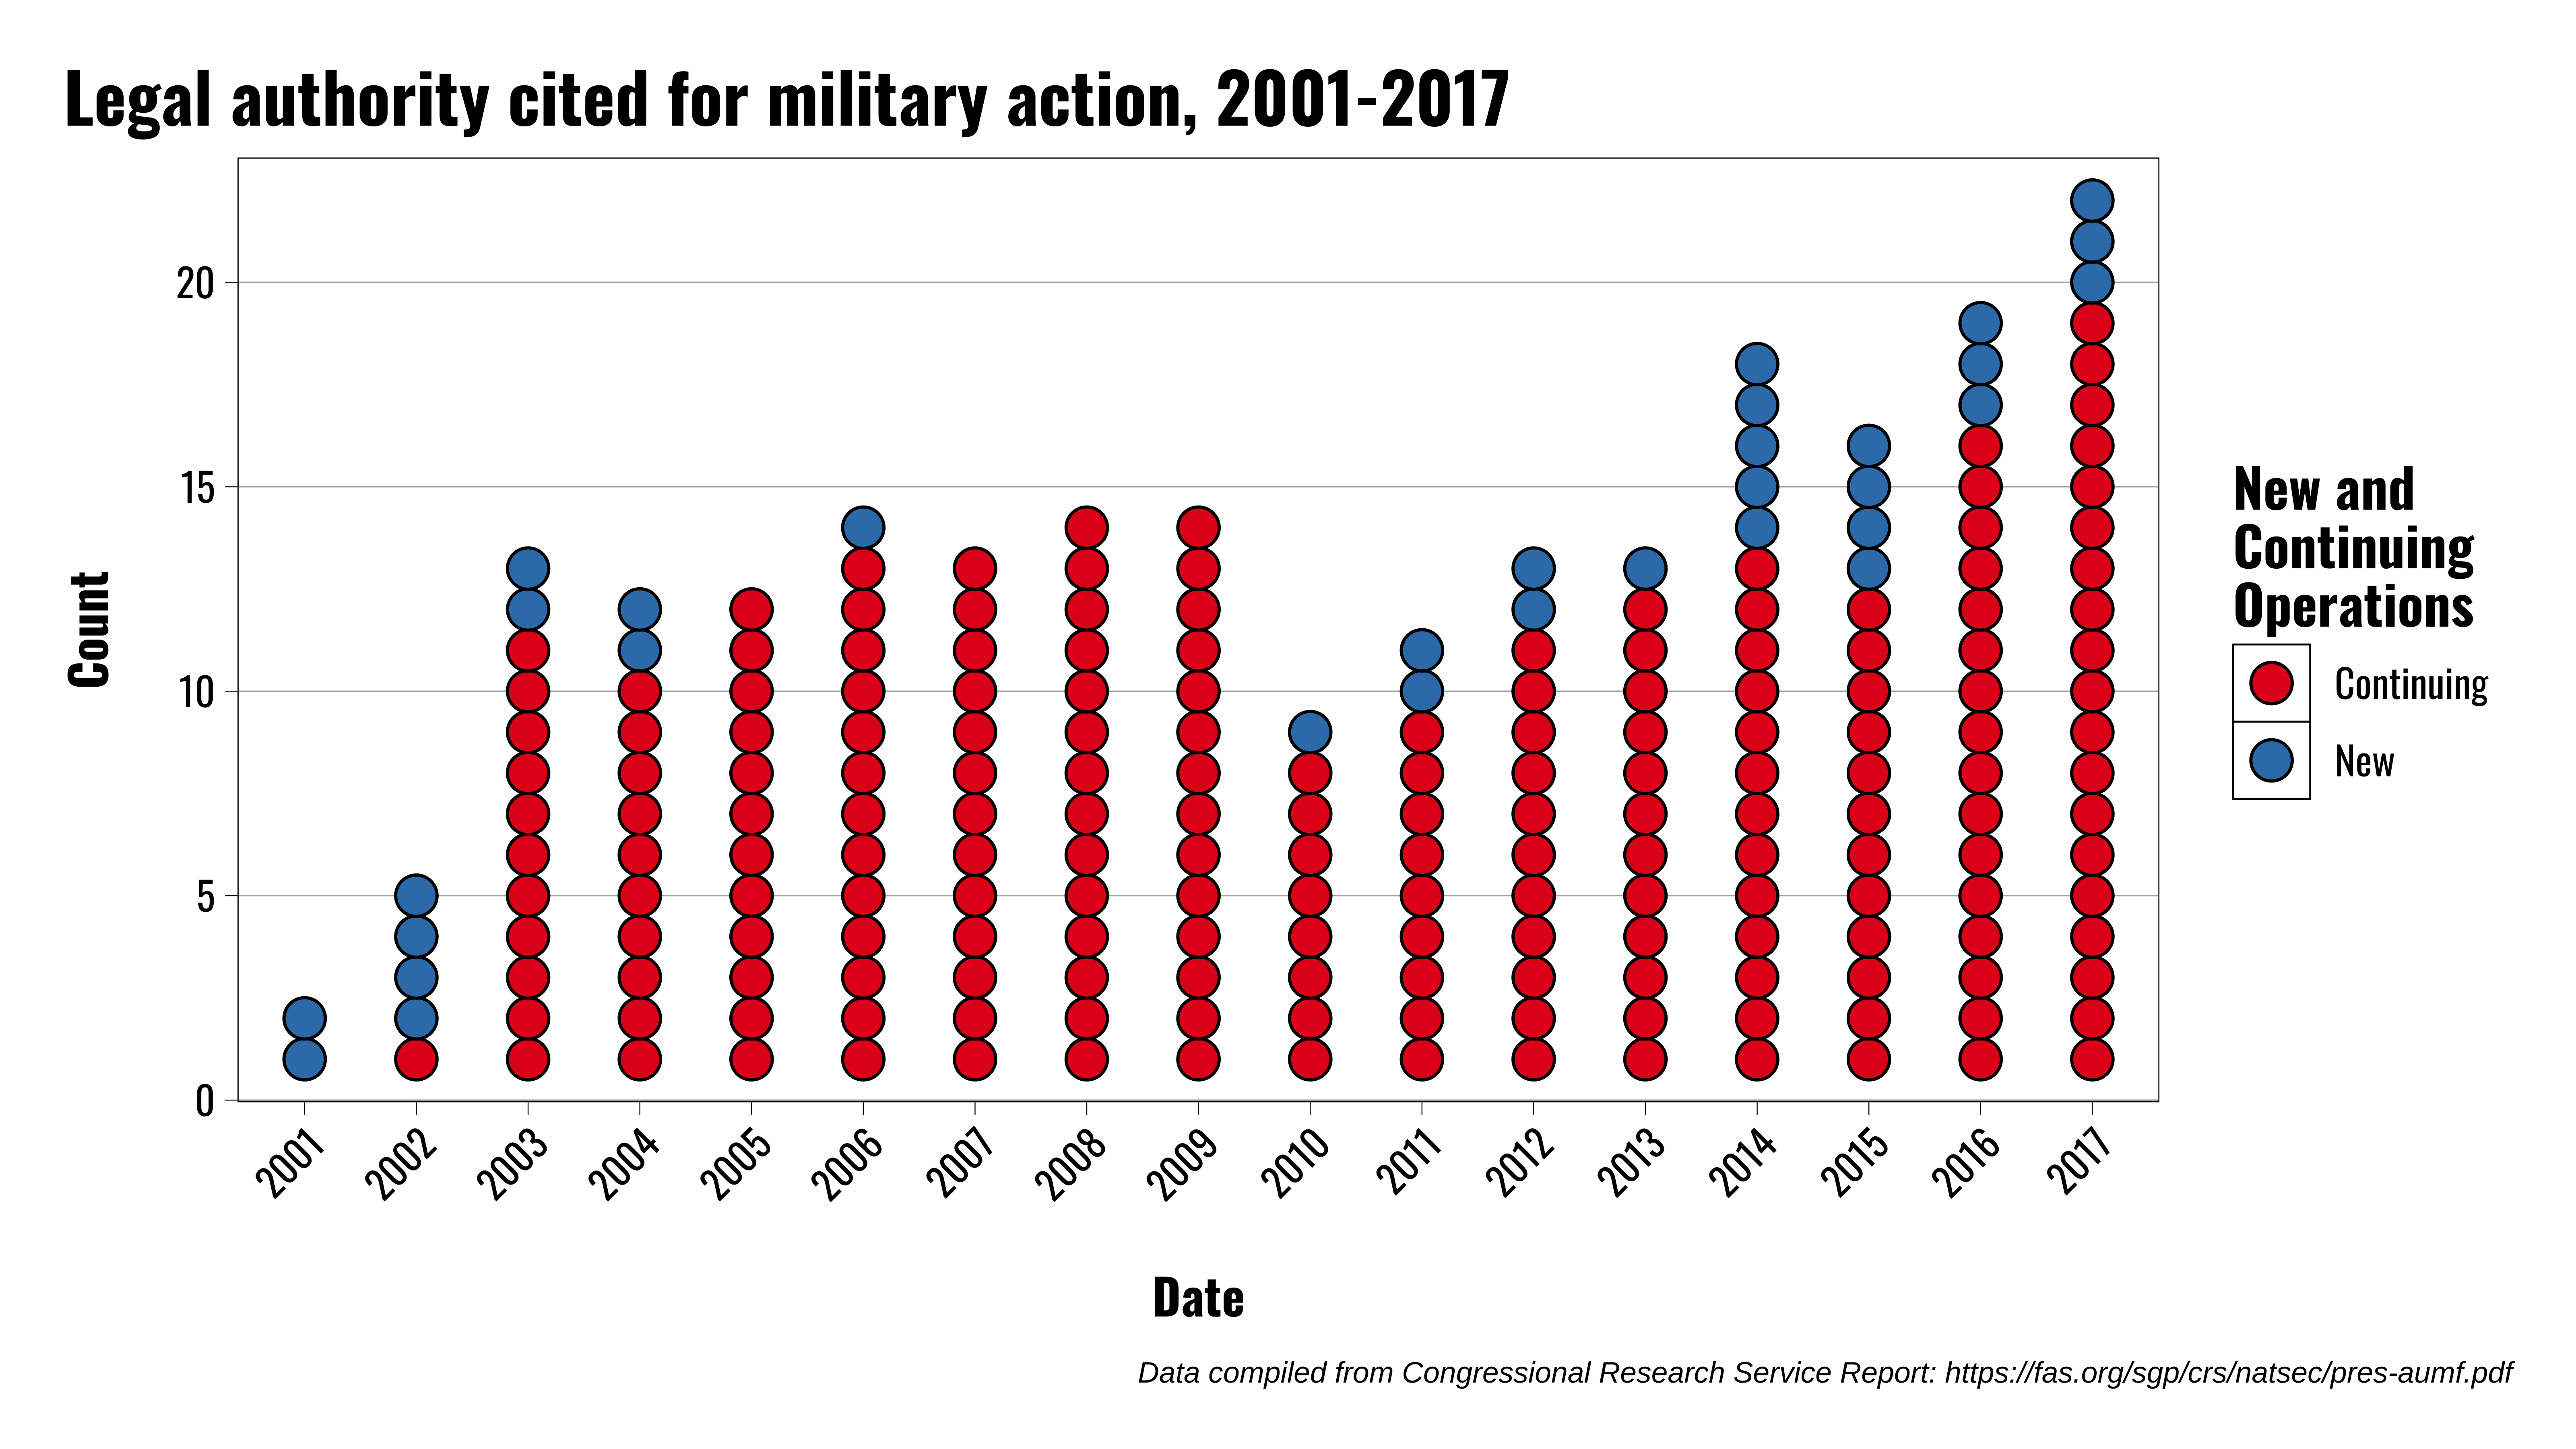 Legal authority cited for military action, 2001-2017
Count
20
15
10
5
0
2001
2002
2003
2004
2005
2006
2007
2008
2009
2010
2011
2012
2013
2014
2015
2016
2017
Date
New and
Continuing
Operations
Continuing
New
Data compiled from Congressional Research Service Report: https://fas.org/sgp/crs/natsec/pres-aumf.pdf